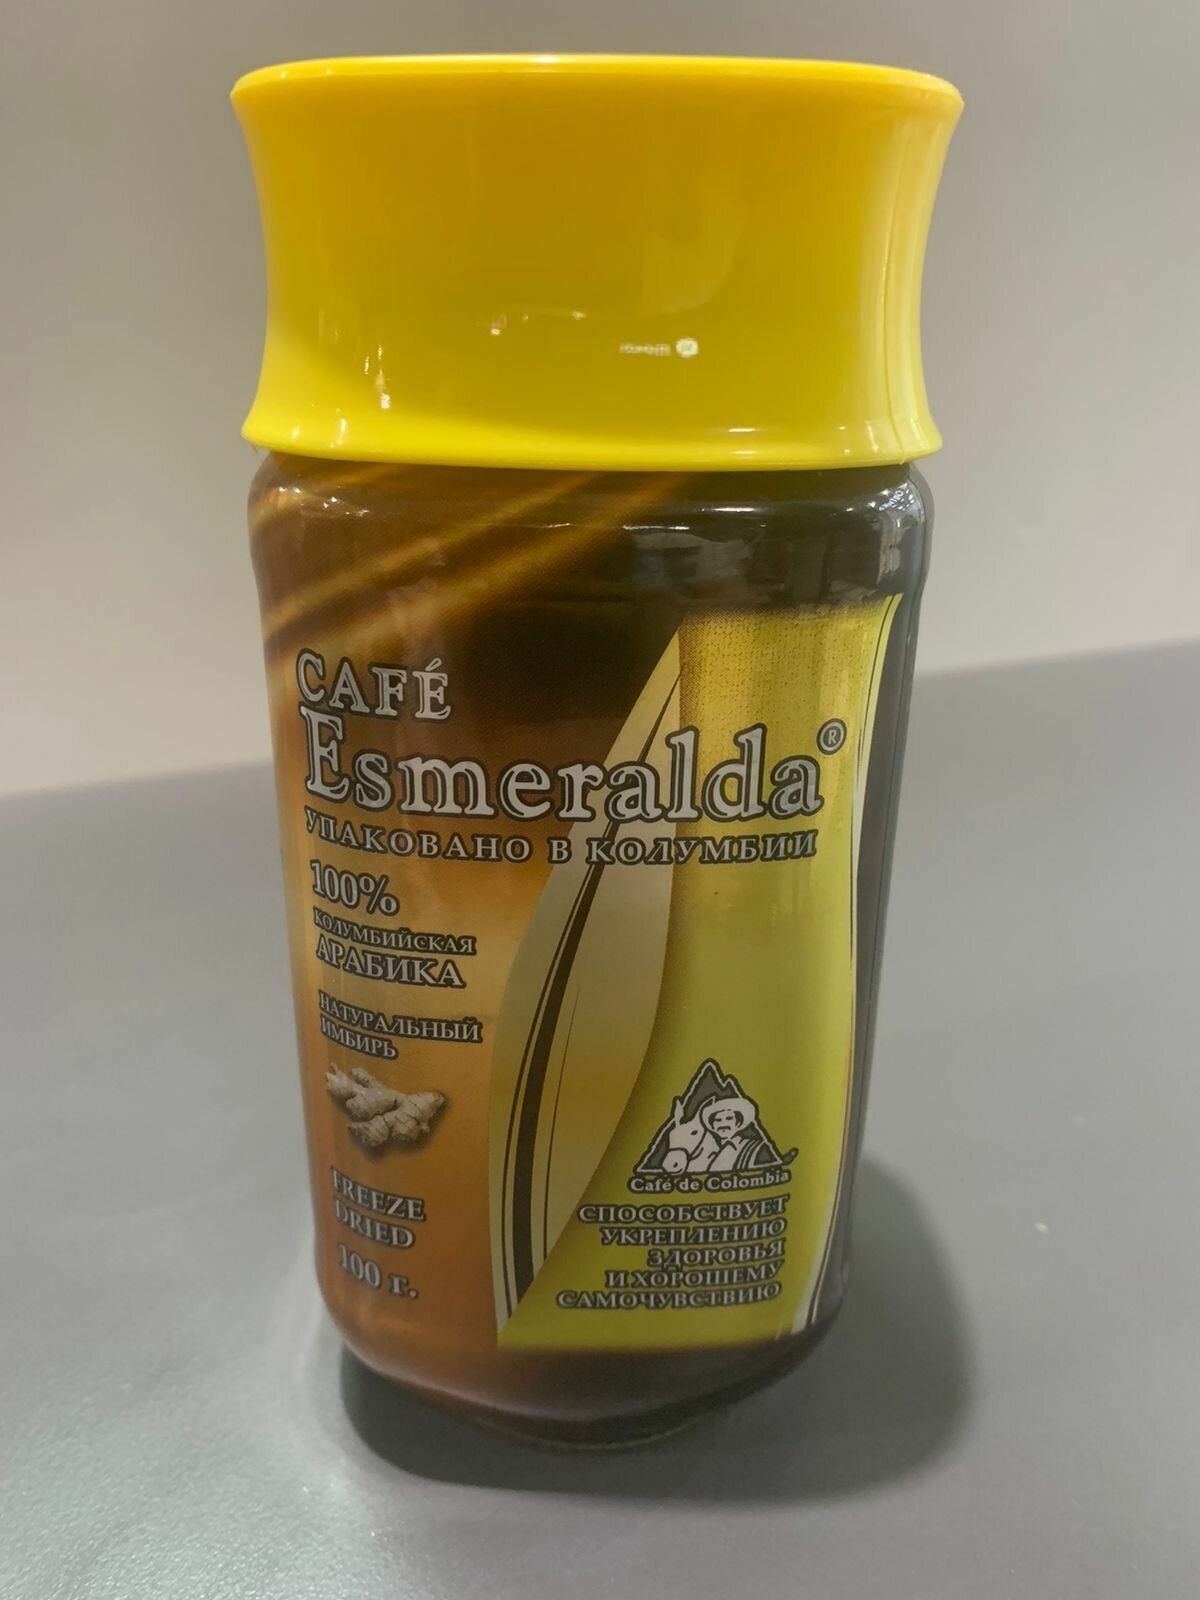 CAFÉ
Esmeralda®
УПАКОВАНО В КОЛУМБИИ
100%
КОЛУМБИЙСКАЯ
АРАБИКА
НАТУРАЛЬНЫЙ
ИМБИРЬ
FREEZE
DRIED
100 г.
Café de Colombia
СПОСОБСТВУЕТ
УКРЕПЛЕНИЮ
ЗДОРОВЬЯ
И ХОРОШЕМУ
САМОЧУВСТВИЮ